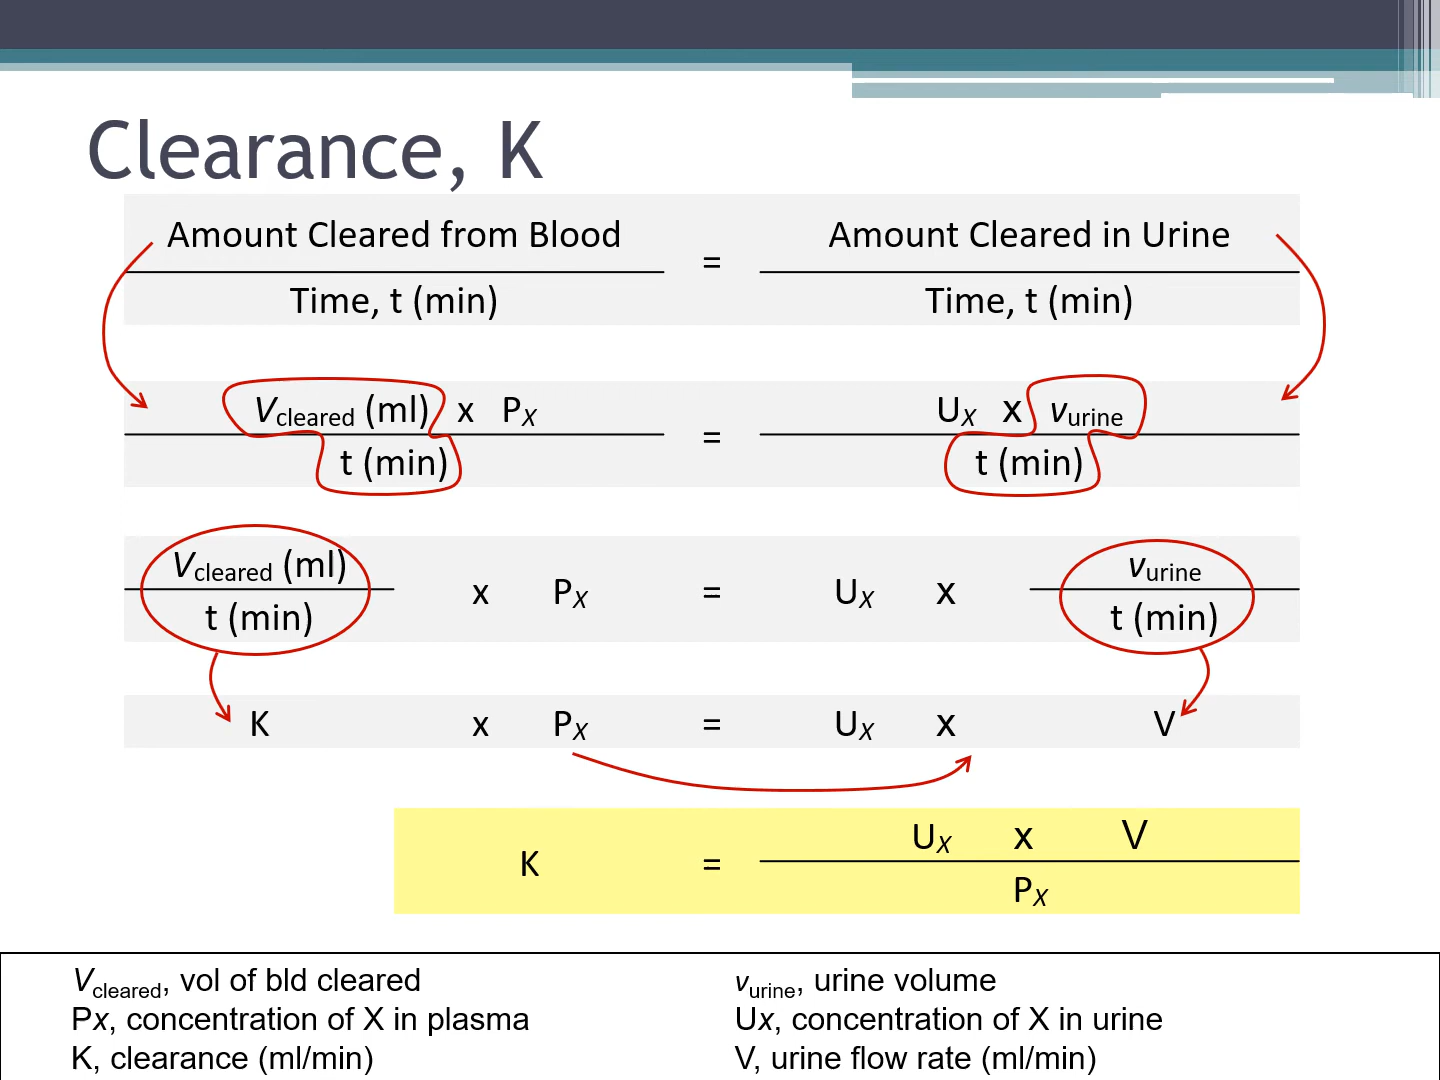 Clearance, K
Amount Cleared from Blood = Amount Cleared in Urine
Time, t (min) Time, t (min)
Vcleared (ml) x PX = UX x vurine
t (min) t (min)
Vcleared (ml) x PX = UX x vurine
t (min) t (min)
K x PX = UX x V
K = UX x V
PX
Vcleared, vol of bld cleared
Px, concentration of X in plasma
K, clearance (ml/min)
vurine, urine volume
Ux, concentration of X in urine
V, urine flow rate (ml/min)